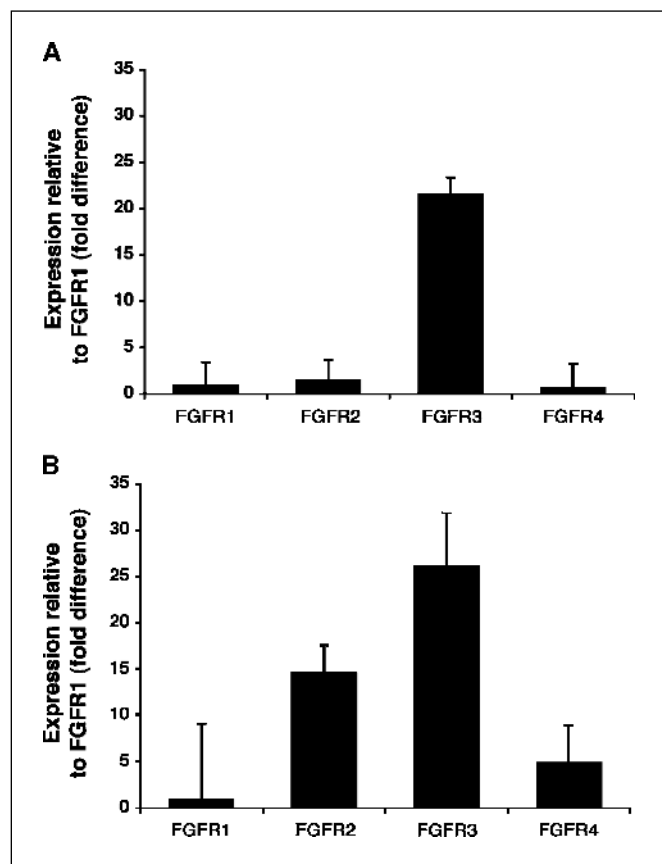 A
Expression relative
to FGFR1 (fold difference)
35
30
25
20
15
10
5
0
FGFR1 FGFR2 FGFR3 FGFR4
B
Expression relative
to FGFR1 (fold difference)
35
30
25
20
15
10
5
0
FGFR1 FGFR2 FGFR3 FGFR4